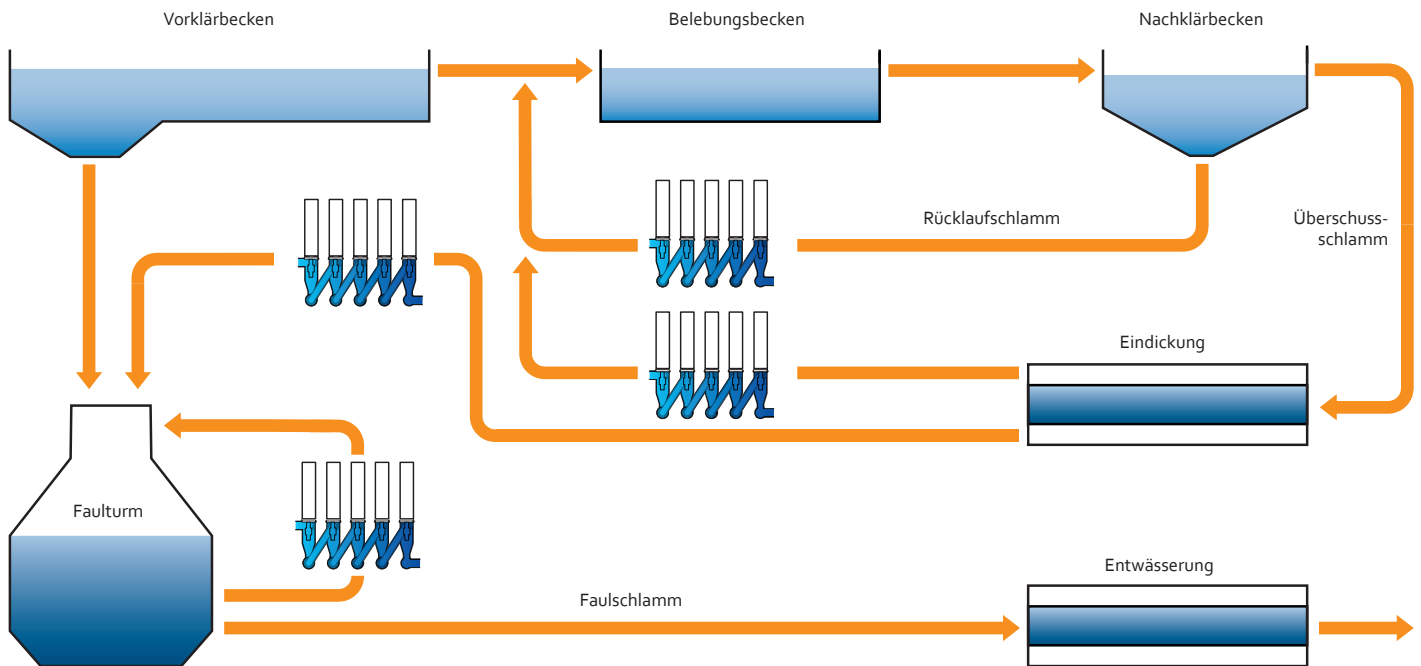 Vorklärbecken
Belebungsbecken
Nachklärbecken
Rücklaufschlamm
Überschuss-
schlamm
Eindickung
Faulturm
Entwässerung
Faulschlamm